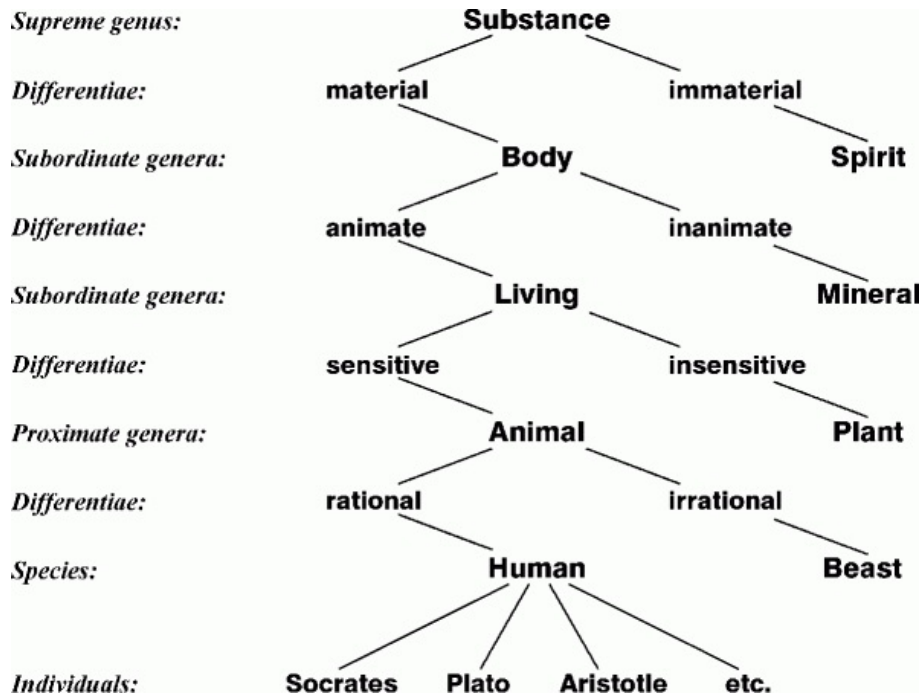 Supreme genus: Substance
Differentiae: material immaterial
Subordinate genera: Body Spirit
Differentiae: animate inanimate
Subordinate genera: Living Mineral
Differentiae: sensitive insensitive
Proximate genera: Animal Plant
Differentiae: rational irrational
Species: Human Beast
Individuals: Socrates Plato Aristotle etc.